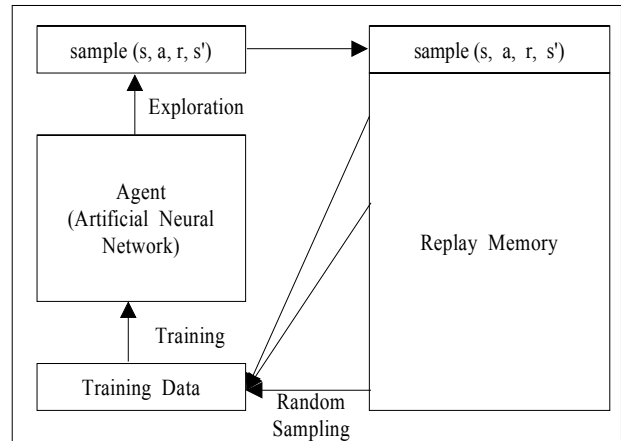 sample (s, a, r, s')
sample (s, a, r, s')
Exploration
Agent
(Artificial Neural
Network)
Replay Memory
Training
Training Data
Random
Sampling